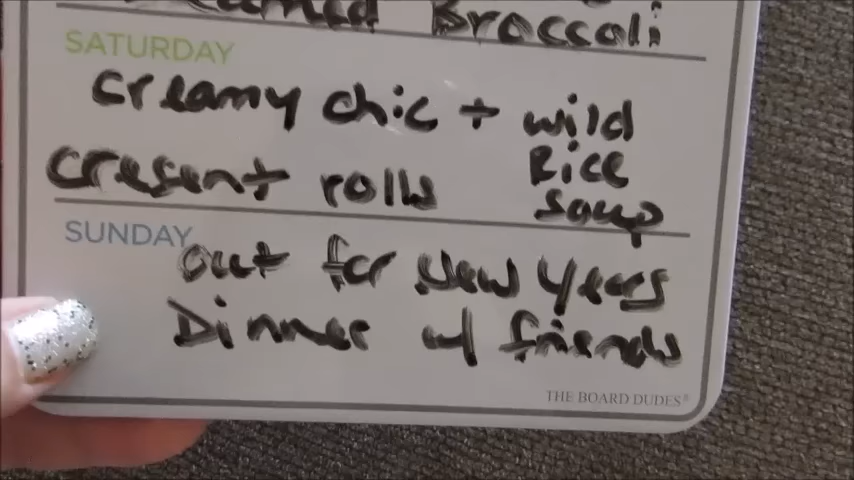 Broccoli
SATURDAY
creamy chic + wild
Rice
cresent rolls
soup
SUNDAY
out for New Years
Dinner w/ friends
THE BOARD DUDES®